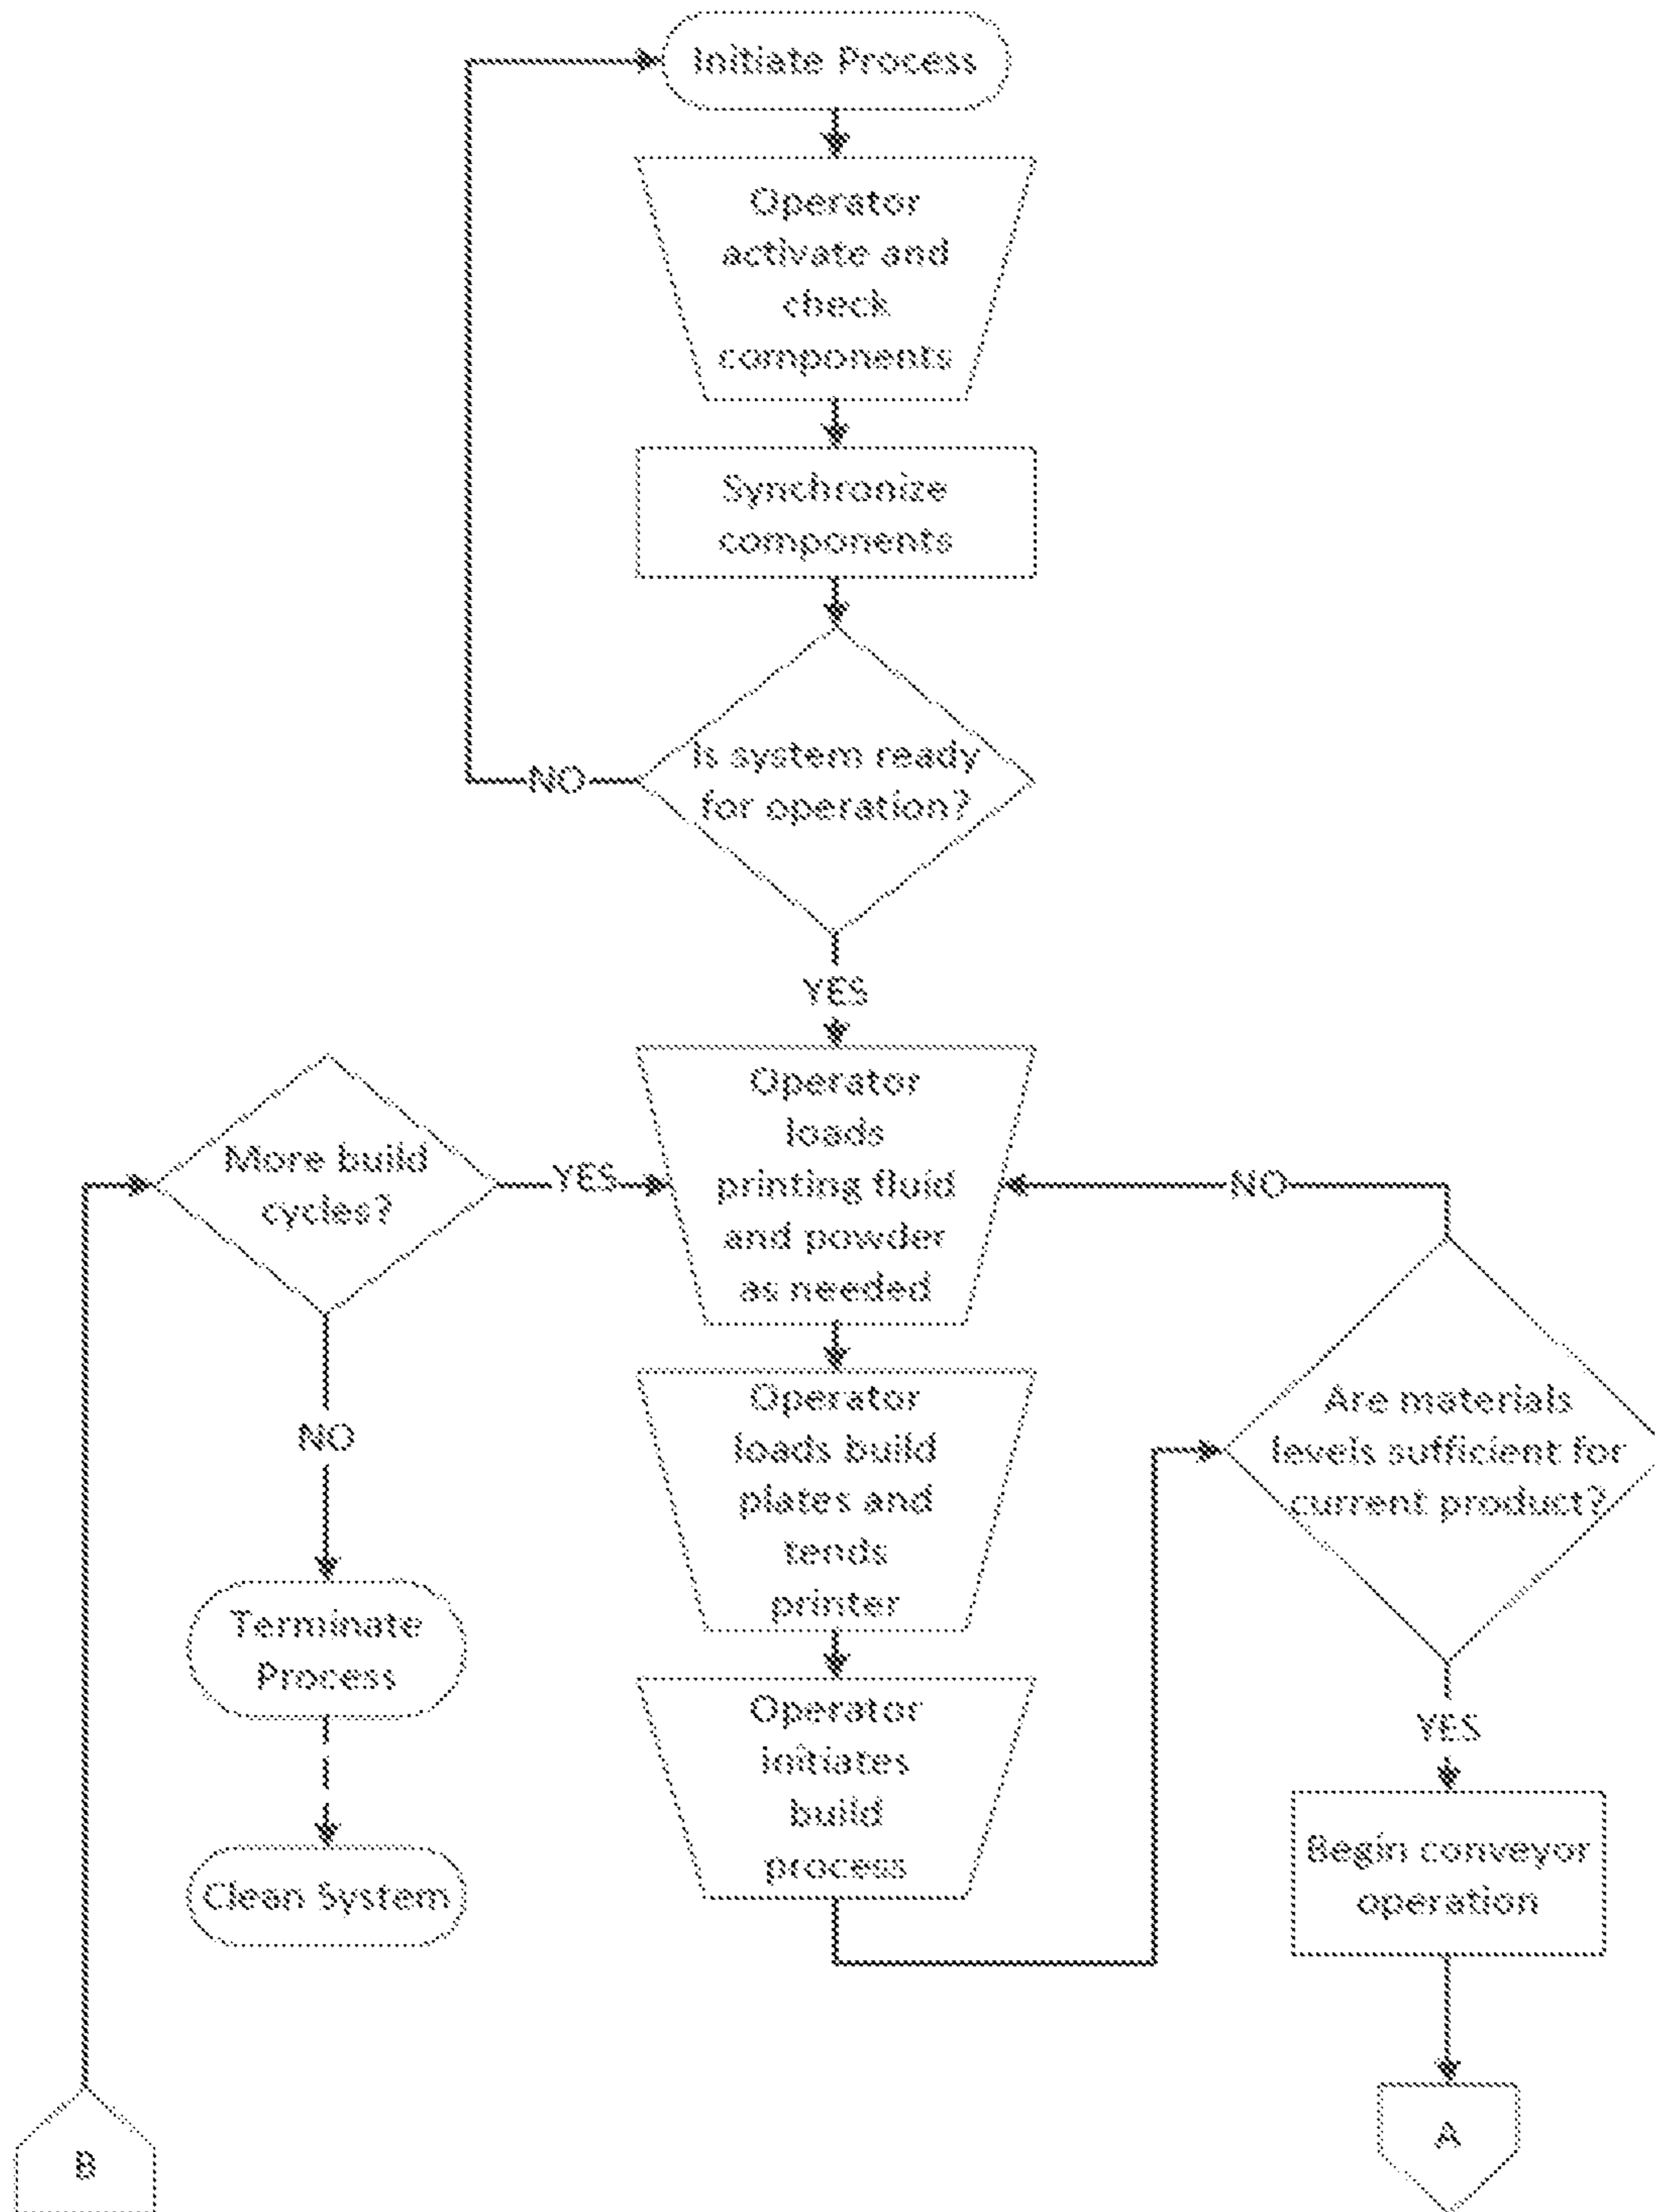 Initiate Process
Operator
activate and
check
components
Synchronize
components
Is system ready
for operation?
NO
YES
Operator
loads
printing fluid
and powder
as needed
More build
cycles?
YES
NO
NO
Operator
loads build
plates and
tends
printer
Are materials
levels sufficient for
current product?
Terminate
Process
Operator
initiates
build
process
YES
Clean System
Begin conveyor
operation
B
A